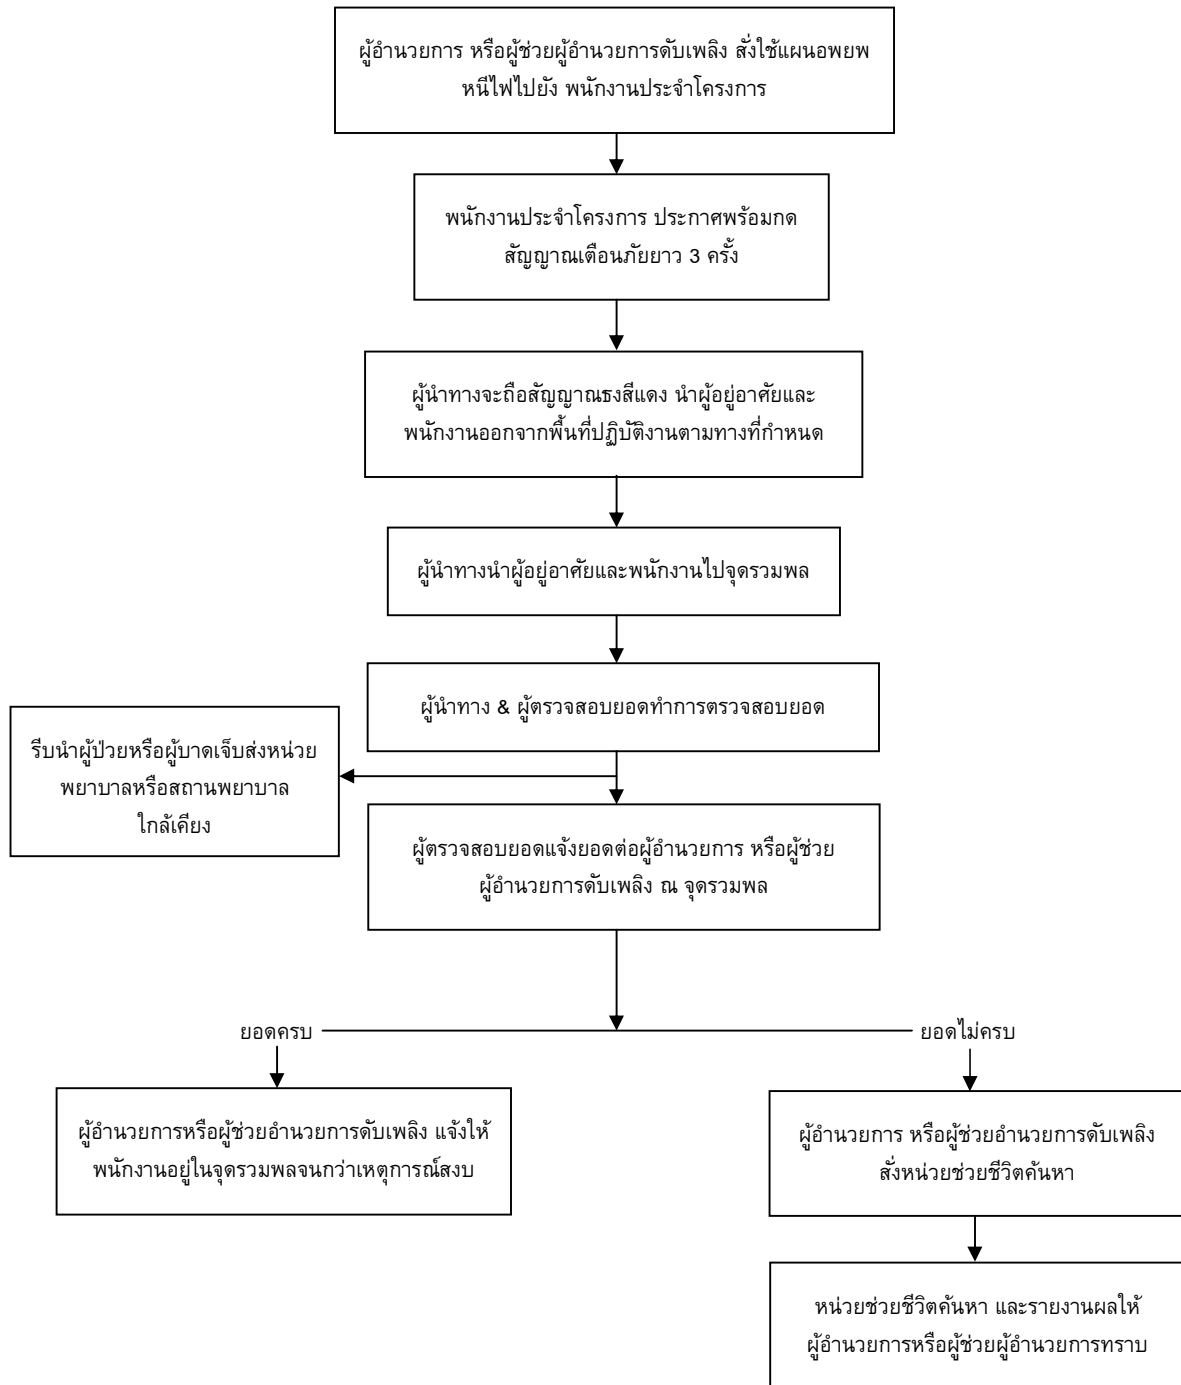 ผู้อำนวยการ หรือผู้ช่วยผู้อำนวยการดับเพลิง สั่งใช้แผนอพยพ
หนีไฟไปยัง พนักงานประจำโครงการ
พนักงานประจำโครงการ ประกาศพร้อมกด
สัญญาณเตือนภัยยาว 3 ครั้ง
ผู้นำทางจะถือสัญญาณธงสีแดง นำผู้อยู่อาศัยและ
พนักงานออกจากพื้นที่ปฏิบัติงานตามทางที่กำหนด
ผู้นำทางนำผู้อยู่อาศัยและพนักงานไปจุดรวมพล
ผู้นำทาง & ผู้ตรวจสอบยอดทำการตรวจสอบยอด
รีบนำผู้ป่วยหรือผู้บาดเจ็บส่งหน่วย
พยาบาลหรือสถานพยาบาล
ใกล้เคียง
ผู้ตรวจสอบยอดแจ้งยอดต่อผู้อำนวยการ หรือผู้ช่วย
ผู้อำนวยการดับเพลิง ณ จุดรวมพล
ยอดครบ
ยอดไม่ครบ
ผู้อำนวยการหรือผู้ช่วยอำนวยการดับเพลิง แจ้งให้
พนักงานอยู่ในจุดรวมพลจนกว่าเหตุการณ์สงบ
ผู้อำนวยการ หรือผู้ช่วยอำนวยการดับเพลิง
สั่งหน่วยช่วยชีวิตค้นหา
หน่วยช่วยชีวิตค้นหา และรายงานผลให้
ผู้อำนวยการหรือผู้ช่วยผู้อำนวยการทราบ